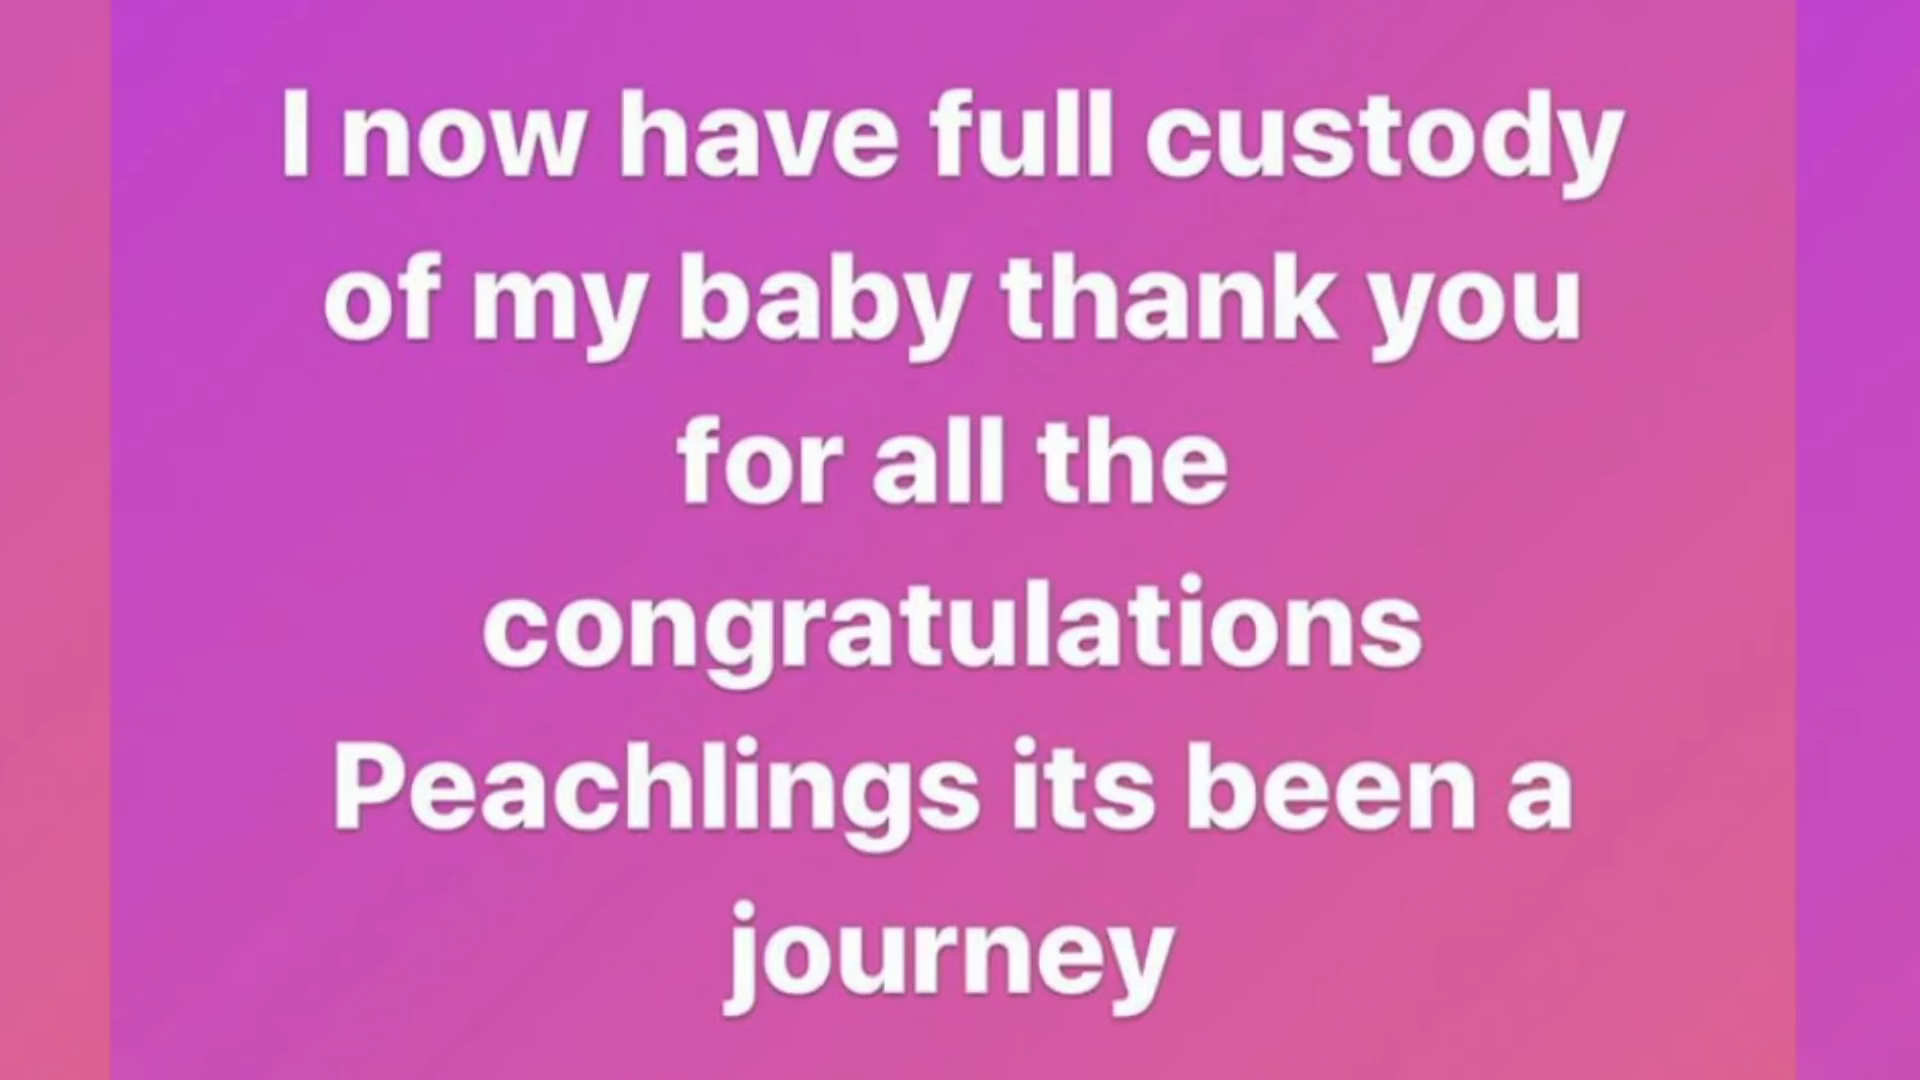 I now have full custody
of my baby thank you
for all the
congratulations
Peachlings its been a
journey